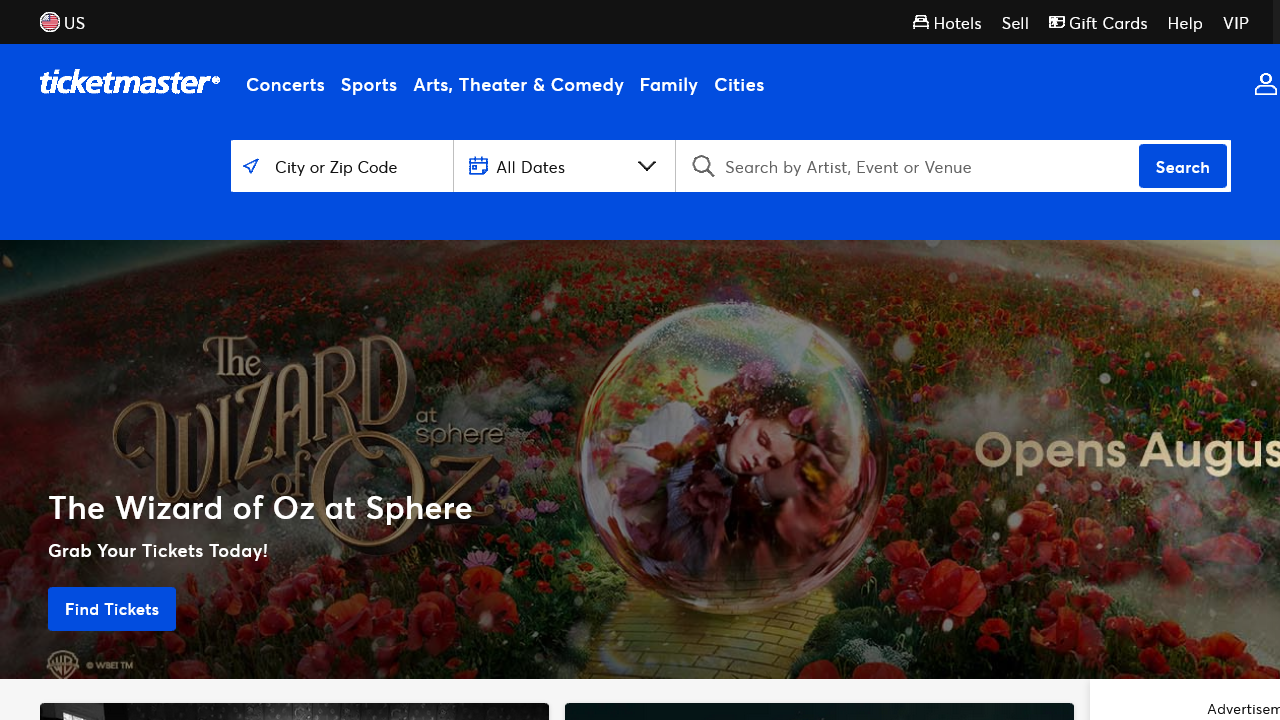 US
Hotels
Sell
Gift Cards
Help
VIP
ticketmaster®
Concerts
Sports
Arts, Theater & Comedy
Family
Cities
City or Zip Code
All Dates
Search by Artist, Event or Venue
Search
The
WIZARD
of OZ
at
sphere
Opens Augus
The Wizard of Oz at Sphere
Grab Your Tickets Today!
Find Tickets
WB
© WBEI TM
Advertisem